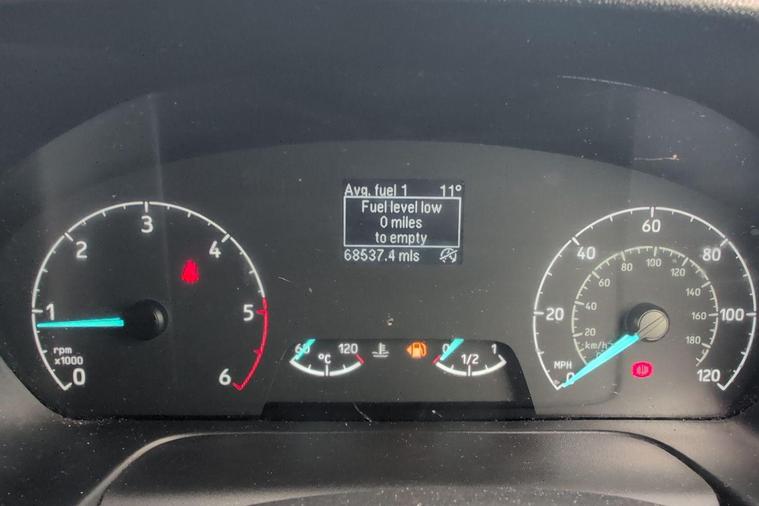 Avg. fuel 1 11°
Fuel level low
0 miles
to empty
68537.4 mls
0
1
2
3
4
5
6
rpm
x1000
60 120
°C
0 1
1/2
0
20
40
60
80
100
120
MPH
20
40
60
80
100
120
140
160
180
km/h